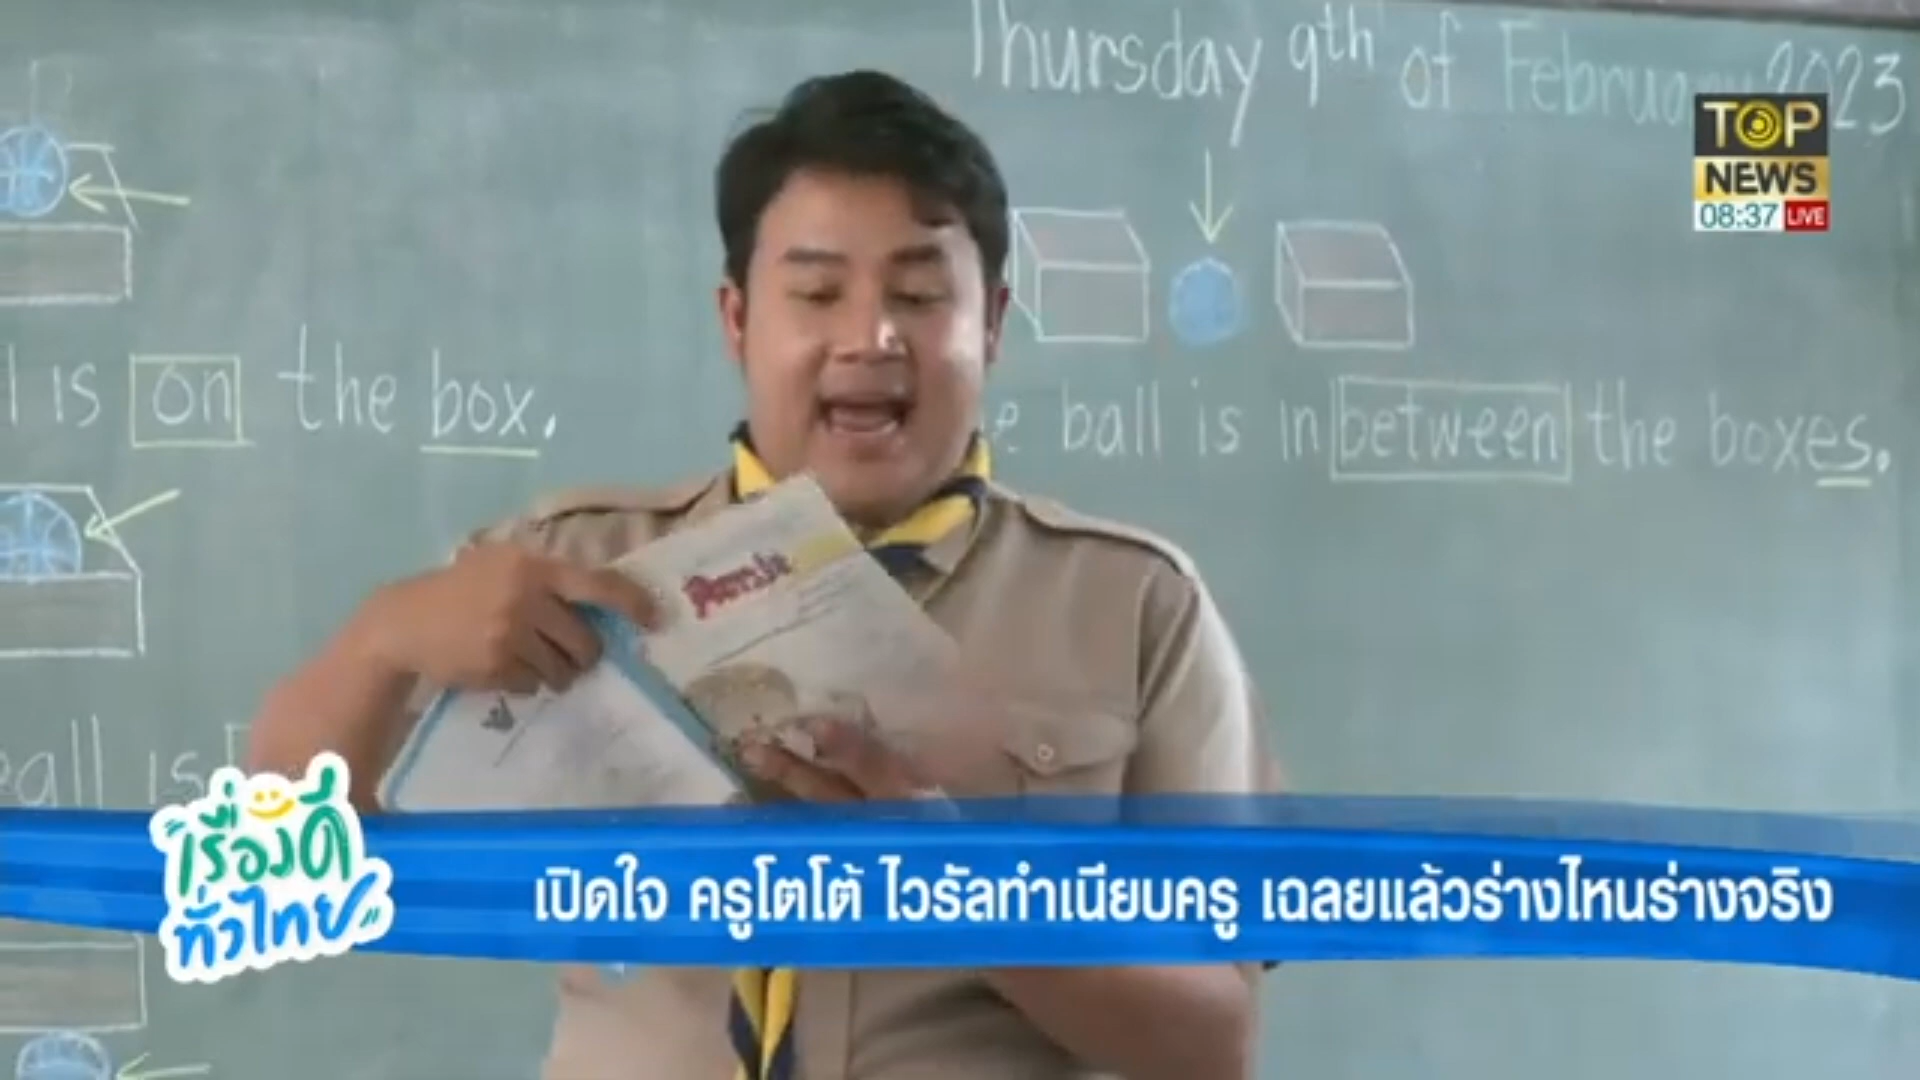 Thursday 9th of February 2023
TOP
NEWS
08:37 LIVE
is on the box.
ball is in between the boxes.
Puzzle
all is
เรื่องดี
ทั่วไทย
เปิดใจ ครูโตโต้ ไวรัลทำเนียบครู เฉลยแล้วร่างไหนร่างจริง